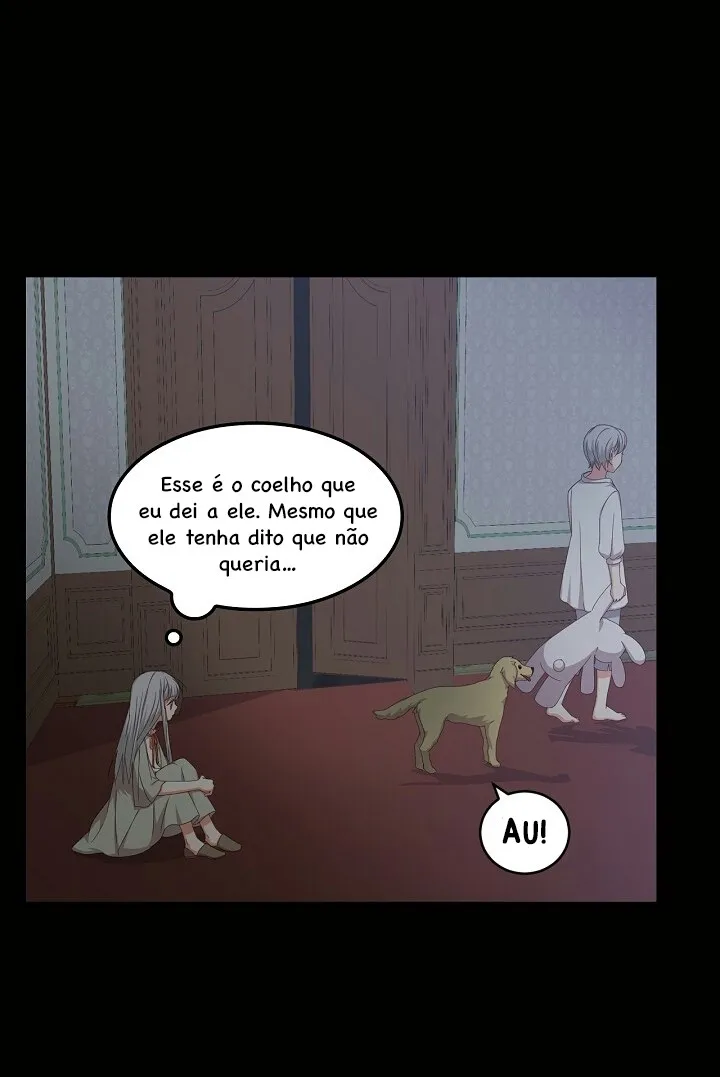 Esse é o coelho que
eu dei a ele. Mesmo que
ele tenha dito que não
queria...
AU!